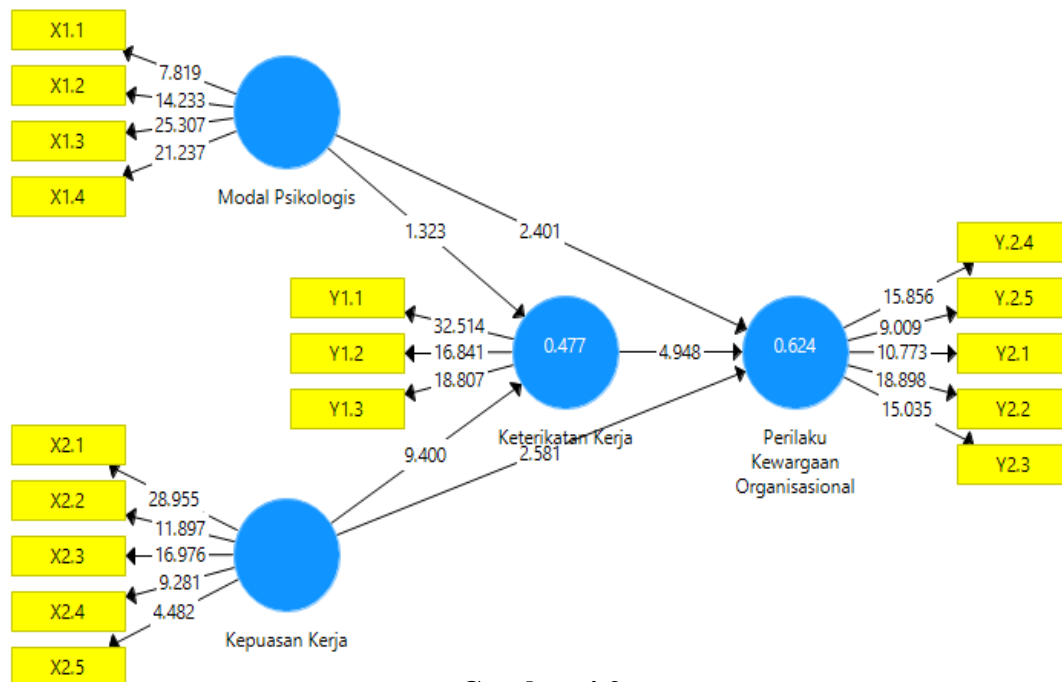 X1.1
7.819
X1.2
14.233
X1.3
25.307
X1.4
21.237
Modal Psikologis
1.323
2.401
Y1.1
32.514
Y1.2
16.841
Y1.3
18.807
0.477
Keterikatan Kerja
4.948
0.624
Perilaku
Kewargaan
Organisasional
Y.2.4
15.856
Y.2.5
9.009
Y2.1
10.773
Y2.2
18.898
Y2.3
15.035
9.400
2.581
X2.1
28.955
X2.2
11.897
X2.3
16.976
X2.4
9.281
X2.5
4.482
Kepuasan Kerja